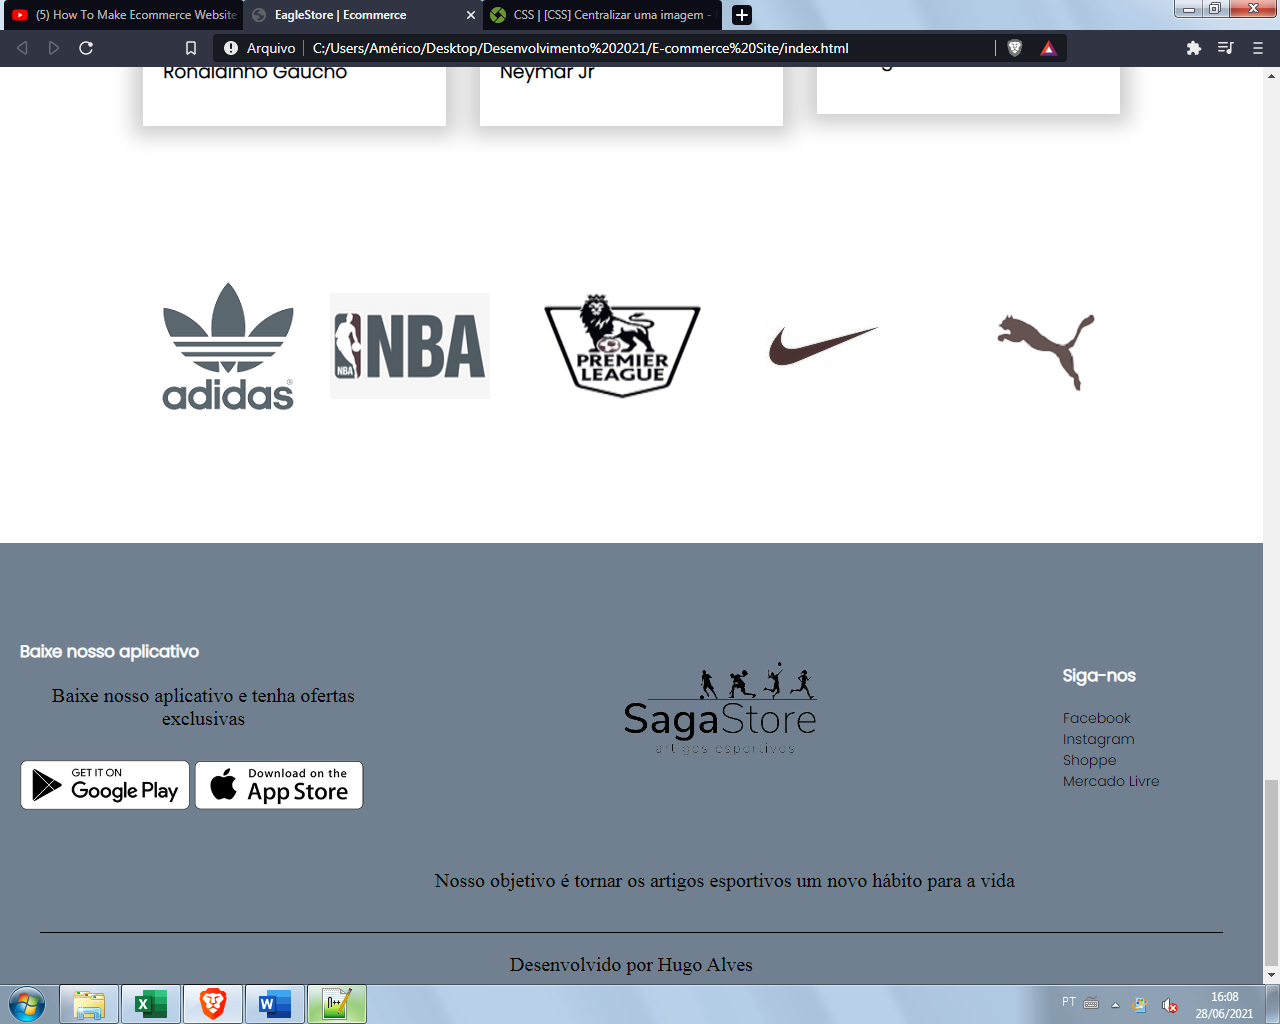 (5) How To Make Ecommerce Website
EagleStore | Ecommerce
CSS | [CSS] Centralizar uma imagem -
Arquivo
C:/Users/Américo/Desktop/Desenvolvimento%202021/E-commerce%20Site/index.html
Ronaldinho Gaúcho
Neymar Jr
adidas
NBA
NBA
PREMIER
LEAGUE
Baixe nosso aplicativo
Baixe nosso aplicativo e tenha ofertas
exclusivas
GET IT ON
Google Play
Download on the
App Store
SagaStore
artigos esportivos
Siga-nos
Facebook
Instagram
Shoppe
Mercado Livre
Nosso objetivo é tornar os artigos esportivos um novo hábito para a vida
Desenvolvido por Hugo Alves
PT
16:08
28/06/2021